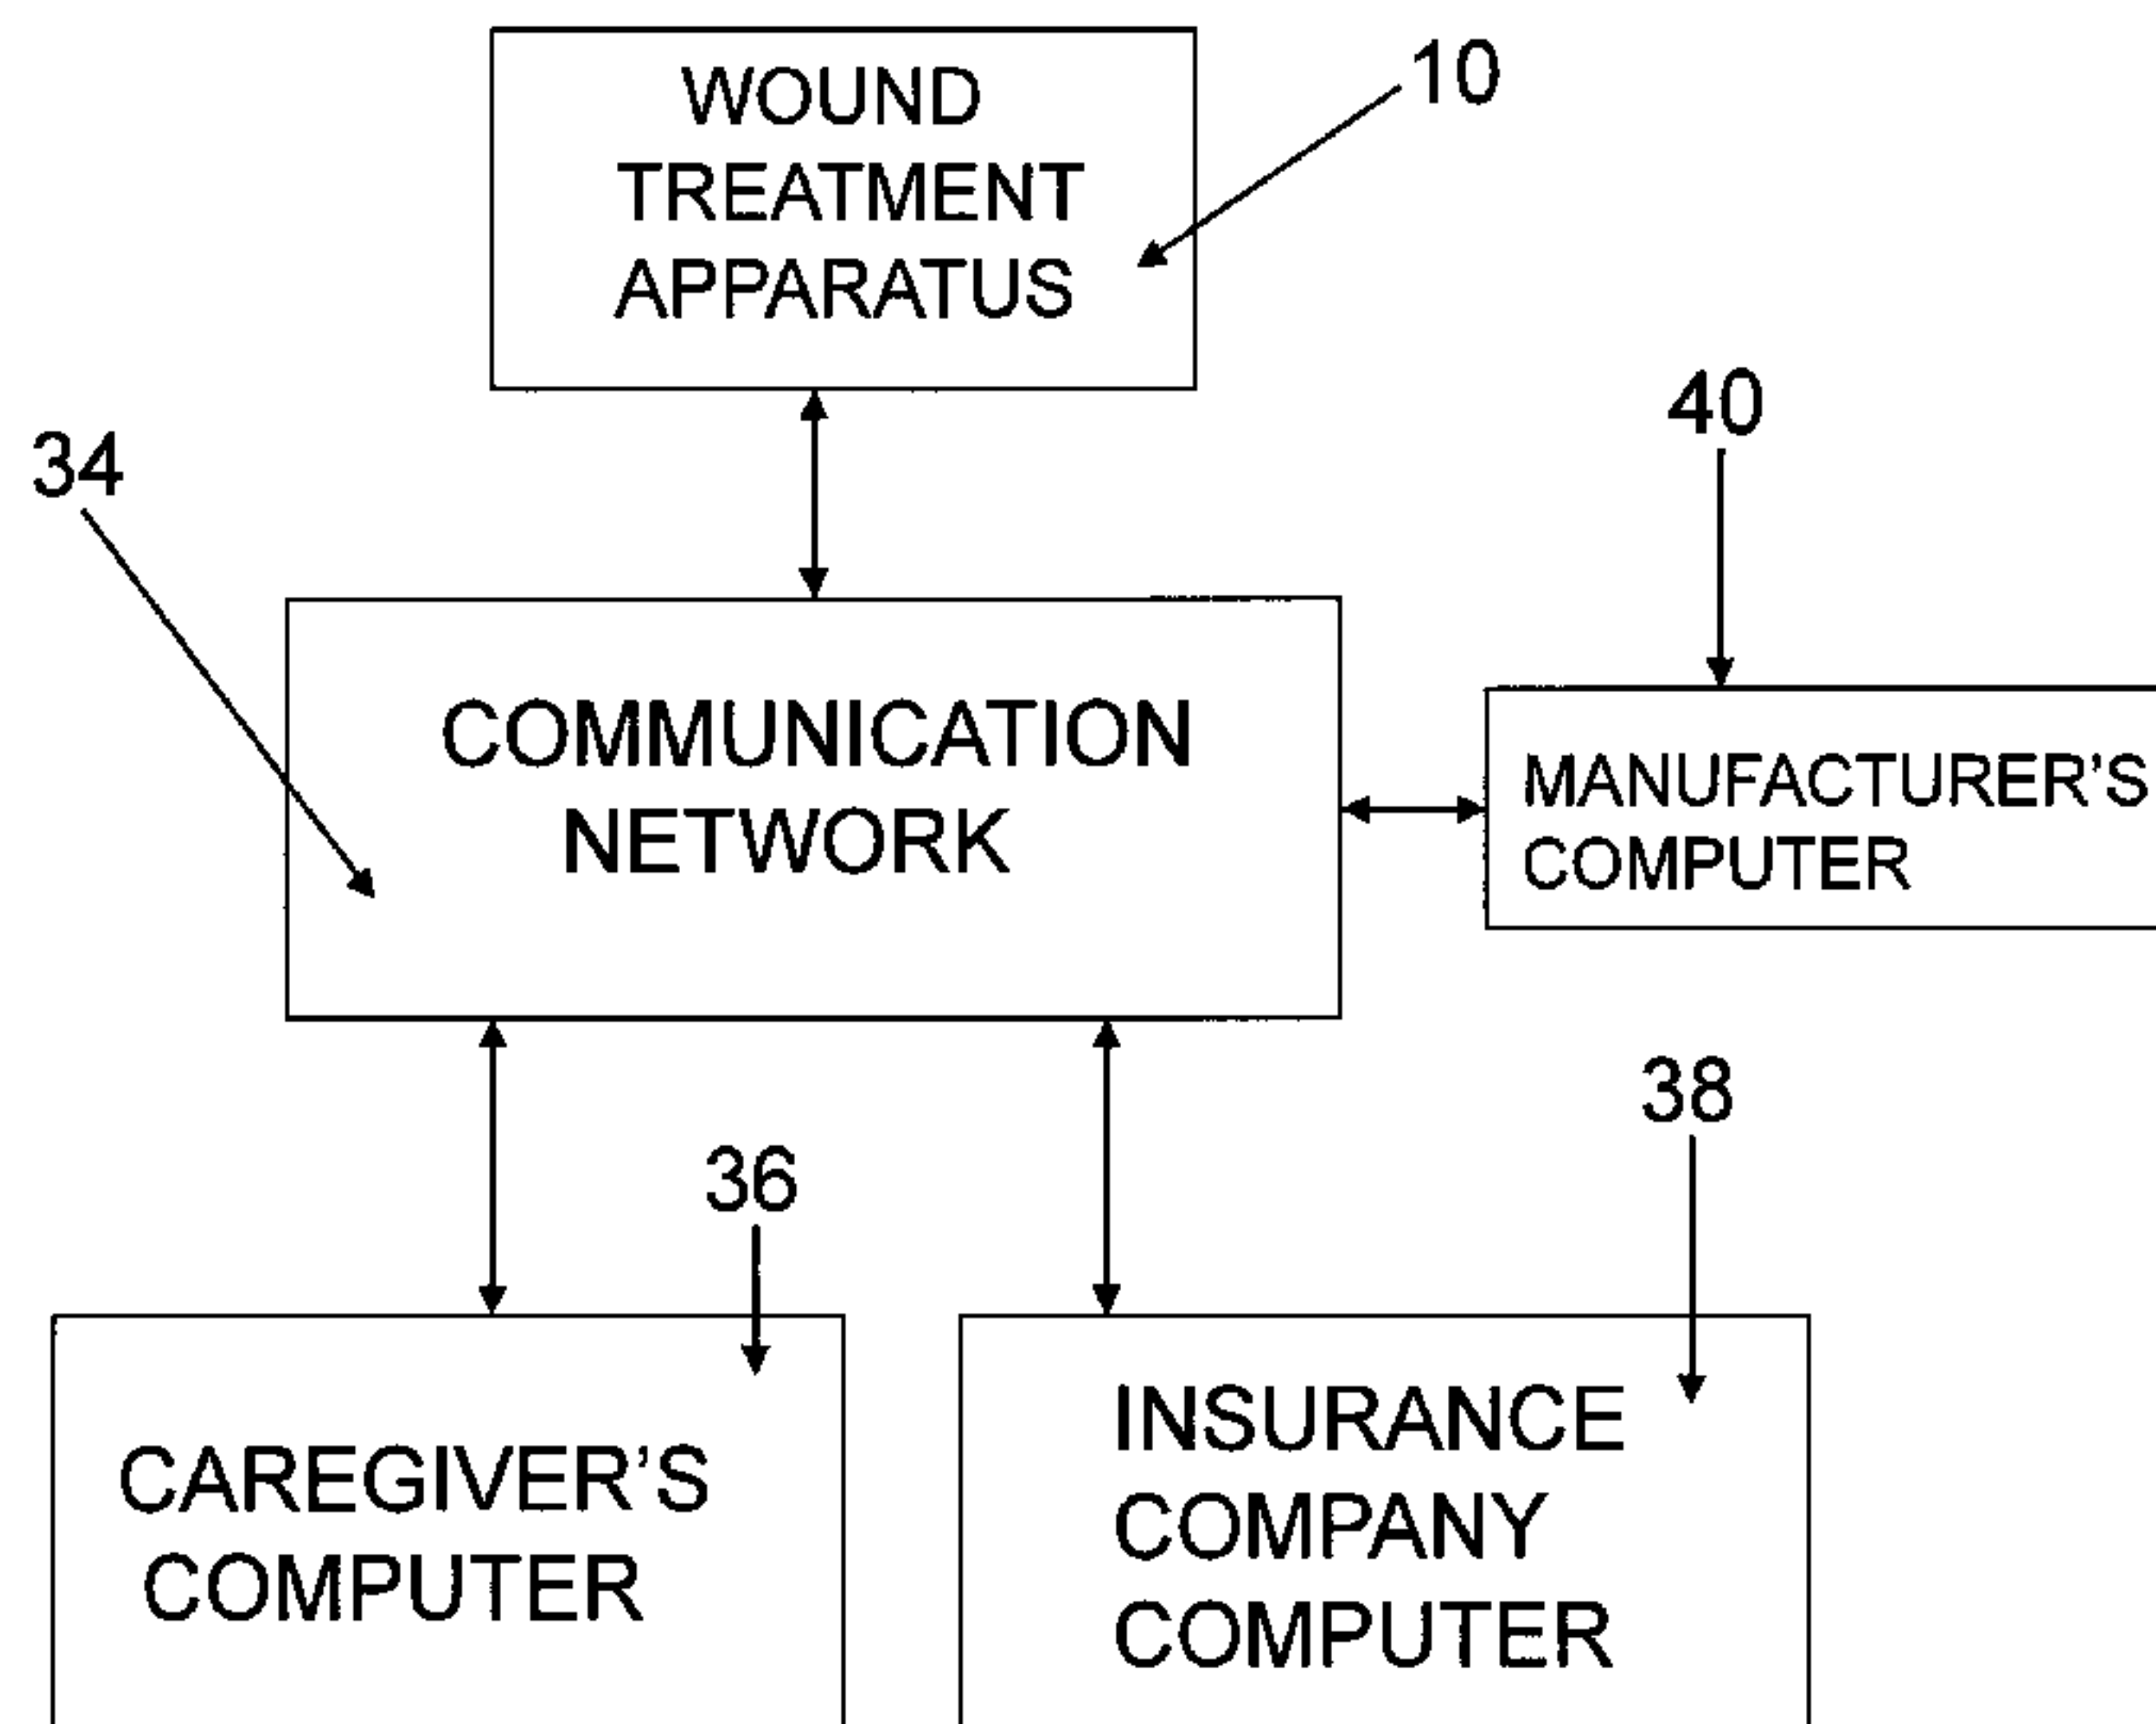 WOUND
TREATMENT
APPARATUS
10
34
40
COMMUNICATION
NETWORK
MANUFACTURER'S
COMPUTER
36
38
CAREGIVER'S
COMPUTER
INSURANCE
COMPANY
COMPUTER